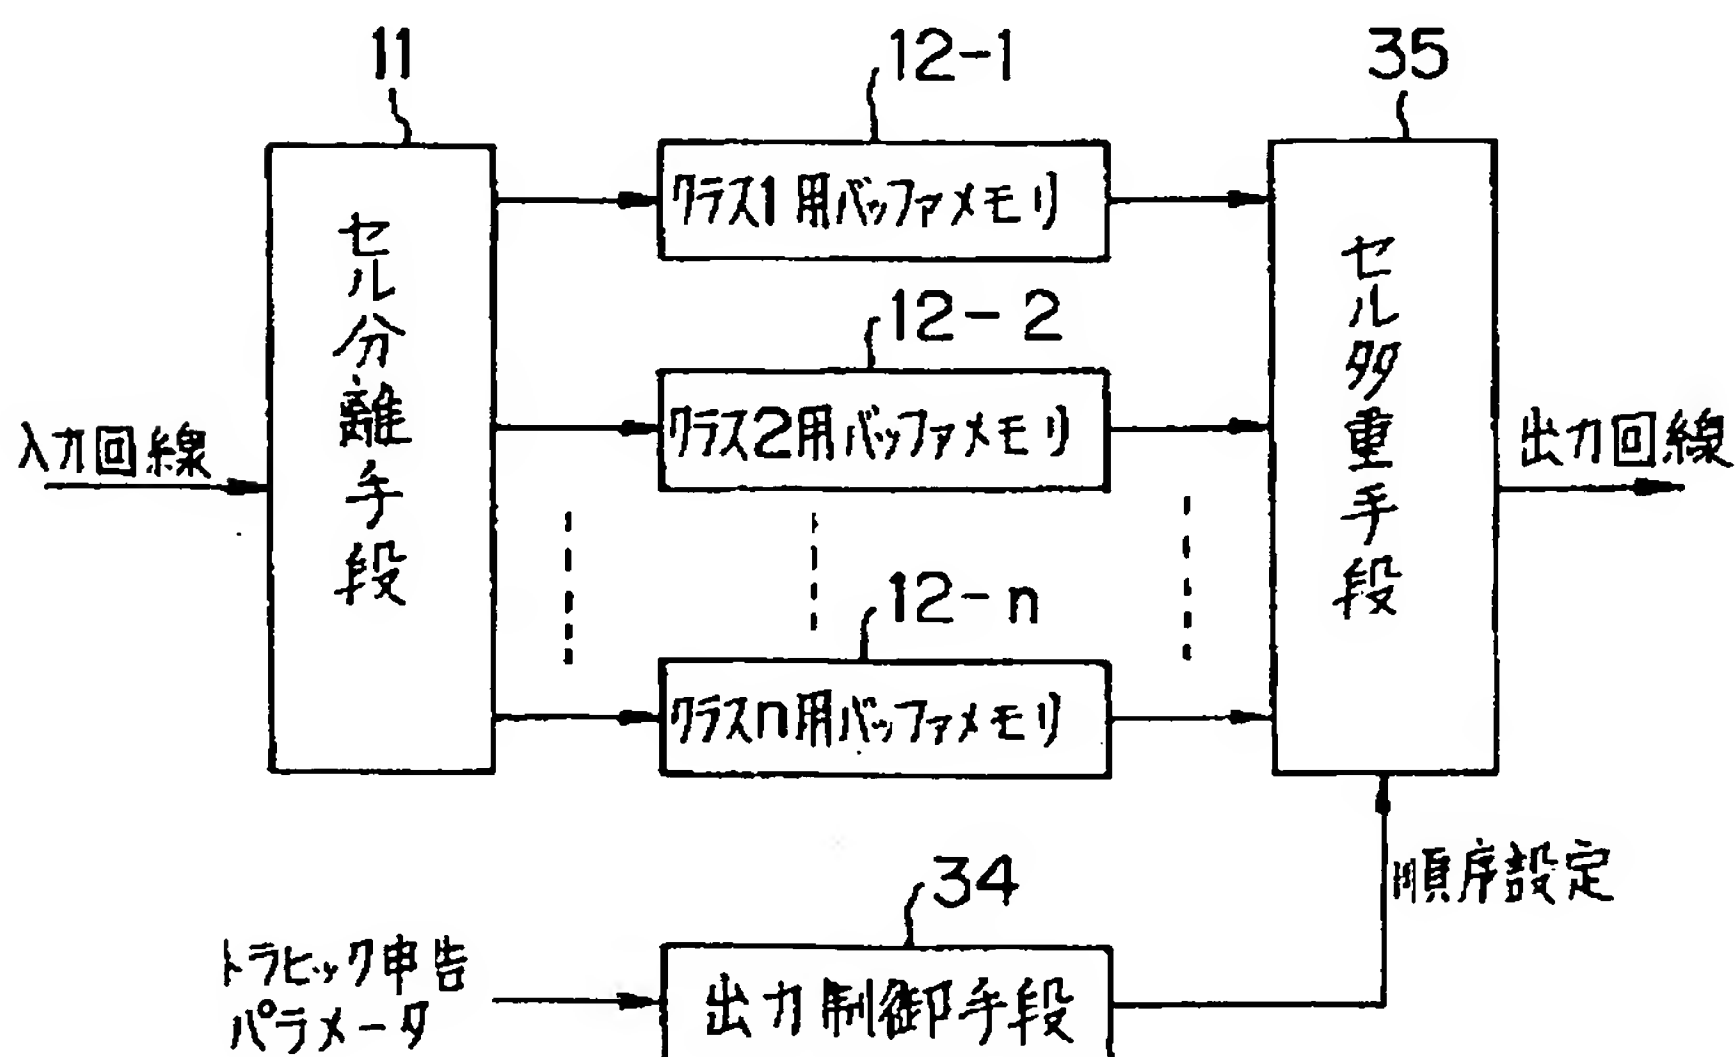 11
12-1
35
クラス1用バッファメモリ
セル分離手段
セル多重手段
12-2
クラス2用バッファメモリ
入力回線
出力回線
12-n
クラスn用バッファメモリ
順序設定
34
トラヒック申告
パラメータ
出力制御手段